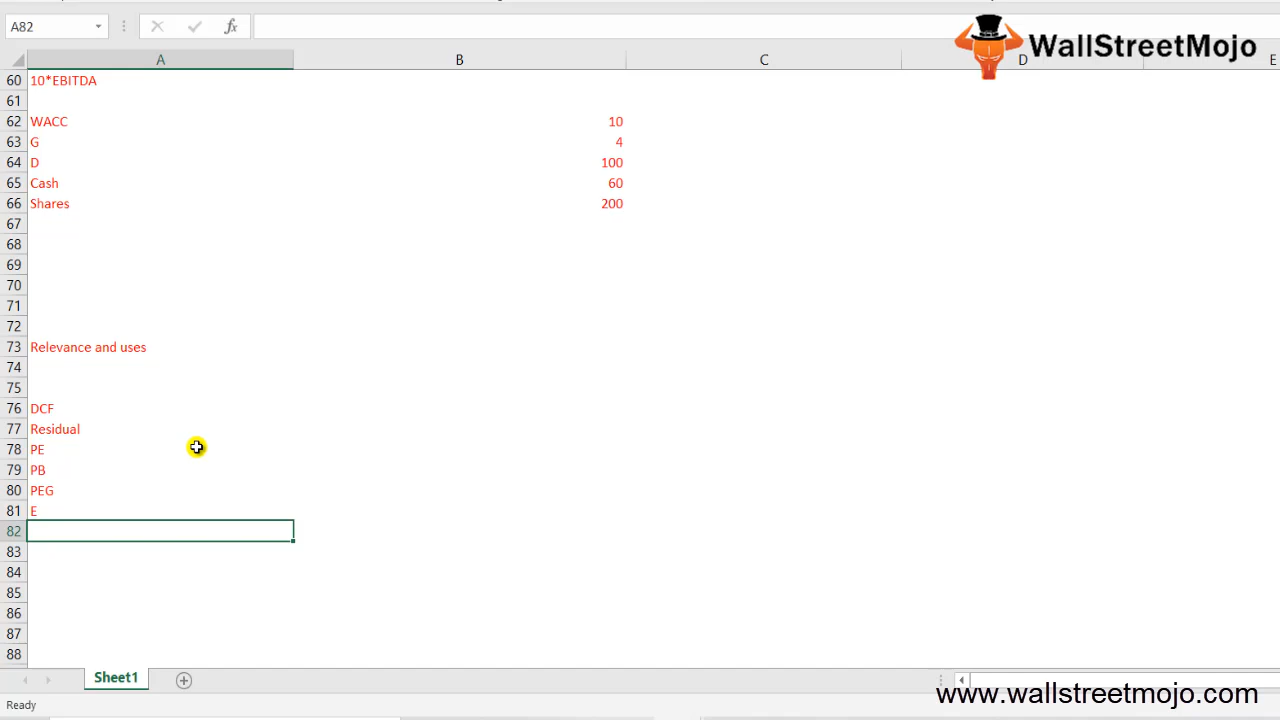 A82
fx
WallStreetMojo
A B C D E
60 10*EBITDA
61
62 WACC 10
63 G 4
64 D 100
65 Cash 60
66 Shares 200
67
68
69
70
71
72
73 Relevance and uses
74
75
76 DCF
77 Residual
78 PE
79 PB
80 PEG
81 E
82
83
84
85
86
87
88
Sheet1
www.wallstreetmojo.com
Ready